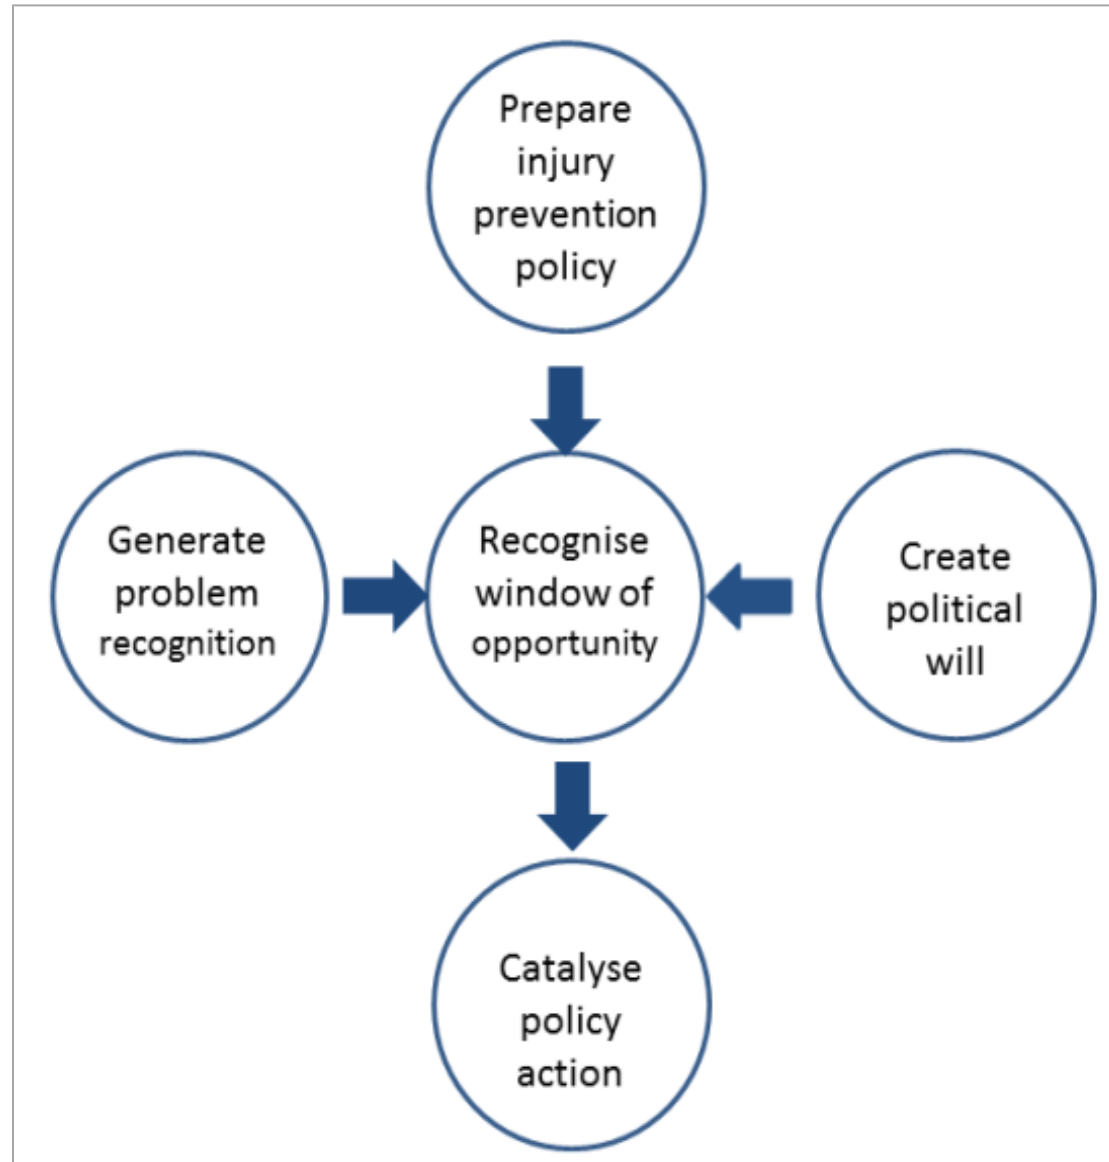 Prepare
injury
prevention
policy
Generate
problem
recognition
Recognise
window of
opportunity
Create
political
will
Catalyse
policy
action